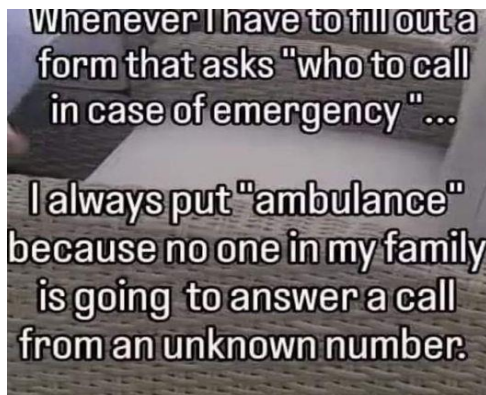 Whenever I have to fill out a
form that asks "who to call
in case of emergency "...
I always put "ambulance"
because no one in my family
is going to answer a call
from an unknown number.